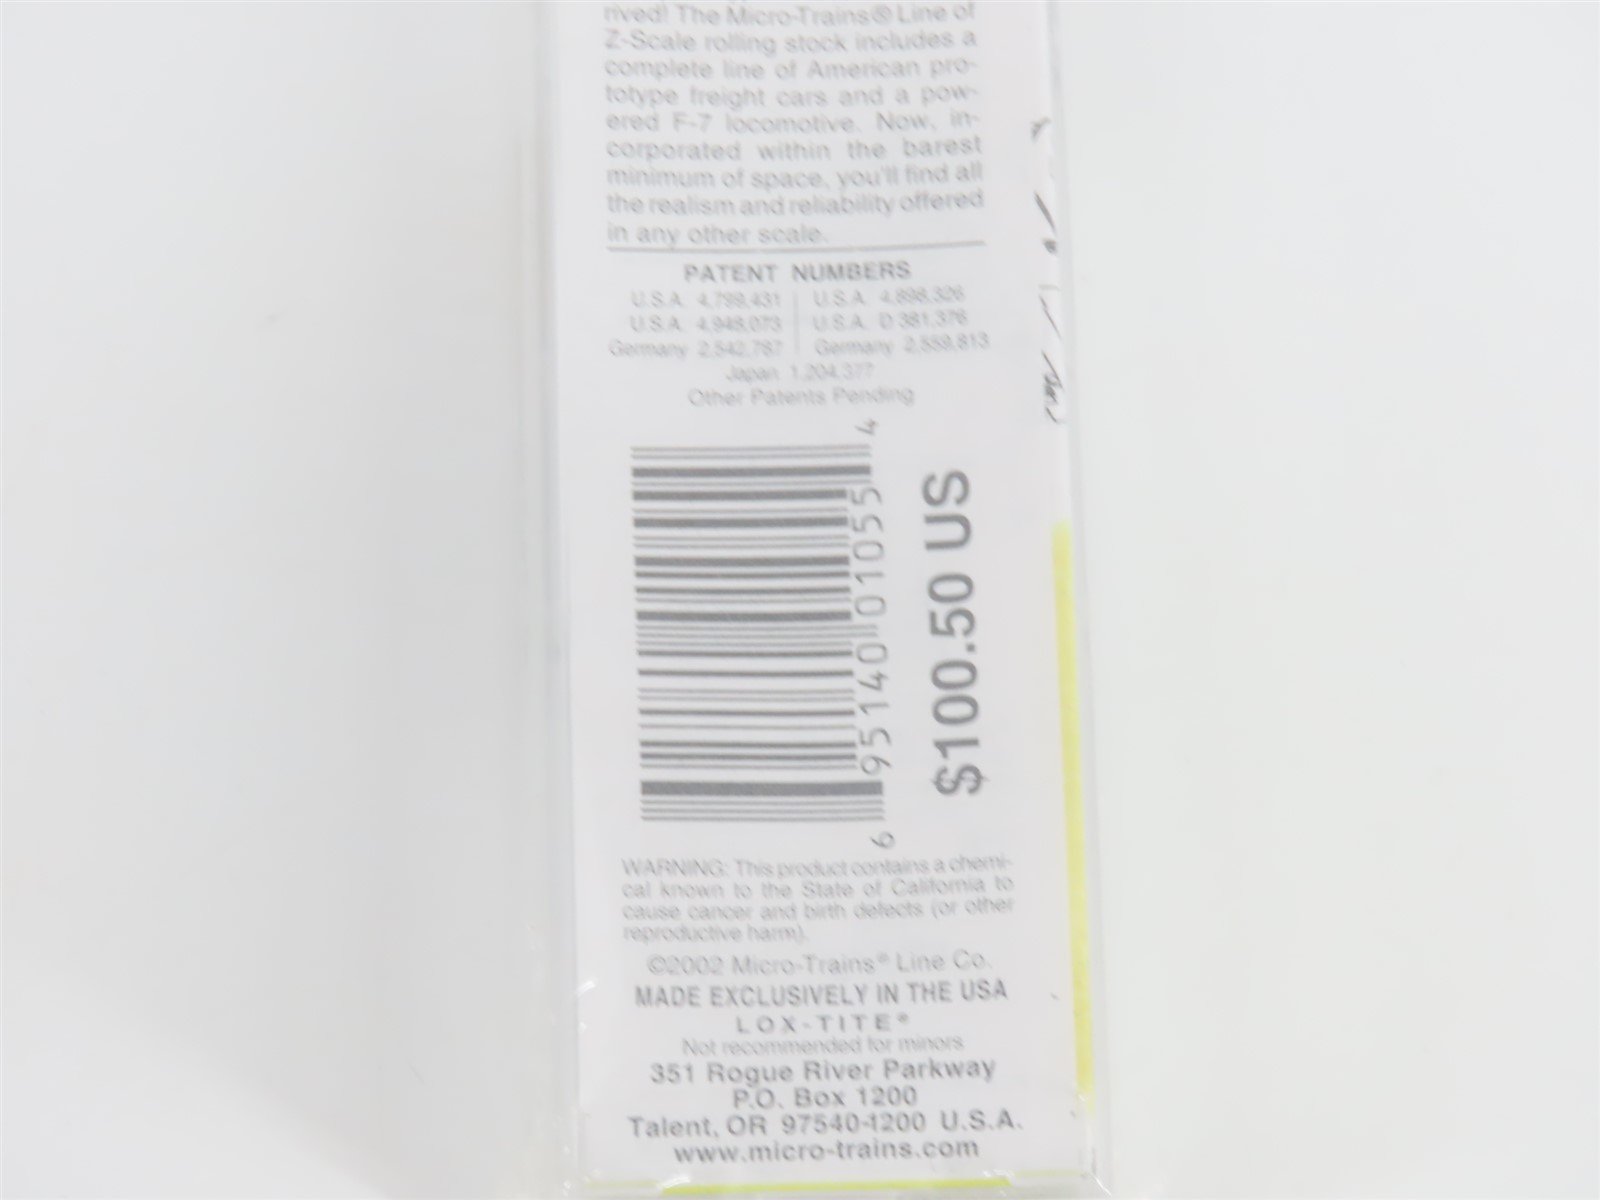 rived! The Micro-Trains® Line of
Z-Scale rolling stock includes a
complete line of American pro-
totype freight cars and a pow-
ered F-7 locomotive. Now, in-
corporated within the barest
minimum of space, you'll find all
the realism and reliability offered
in any other scale.
PATENT NUMBERS
U.S.A. 4,799,431 | U.S.A. 4,898,326
U.S.A. 4,948,073 | U.S.A. D 381,376
Germany 2,542,787 | Germany 2,559,813
Japan 1,204,377
Other Patents Pending
6 95140 01055 4
$100.50 US
WARNING: This product contains a chemi-
cal known to the State of California to
cause cancer and birth defects (or other
reproductive harm).
©2002 Micro-Trains® Line Co.
MADE EXCLUSIVELY IN THE USA
LOX-TITE®
Not recommended for minors
351 Rogue River Parkway
P.O. Box 1200
Talent, OR 97540-1200 U.S.A.
www.micro-trains.com